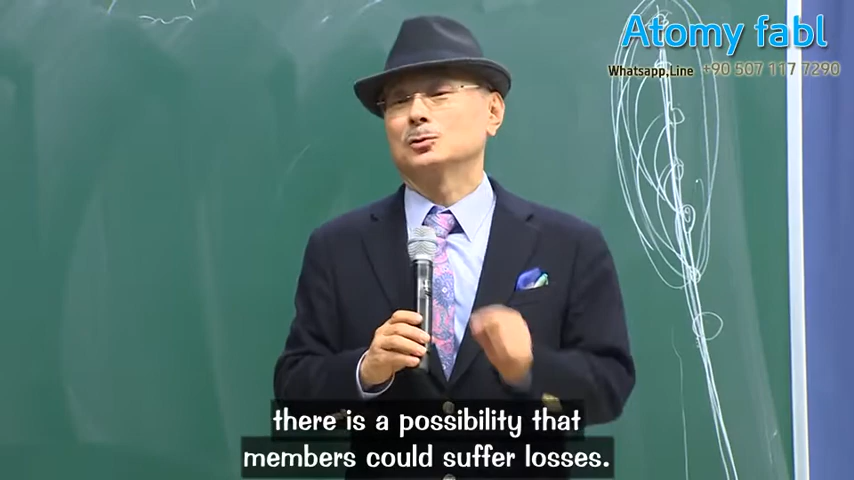 Atomy fabl
Whatsapp,Line +90 507 117 7290
there is a possibility that
members could suffer losses.